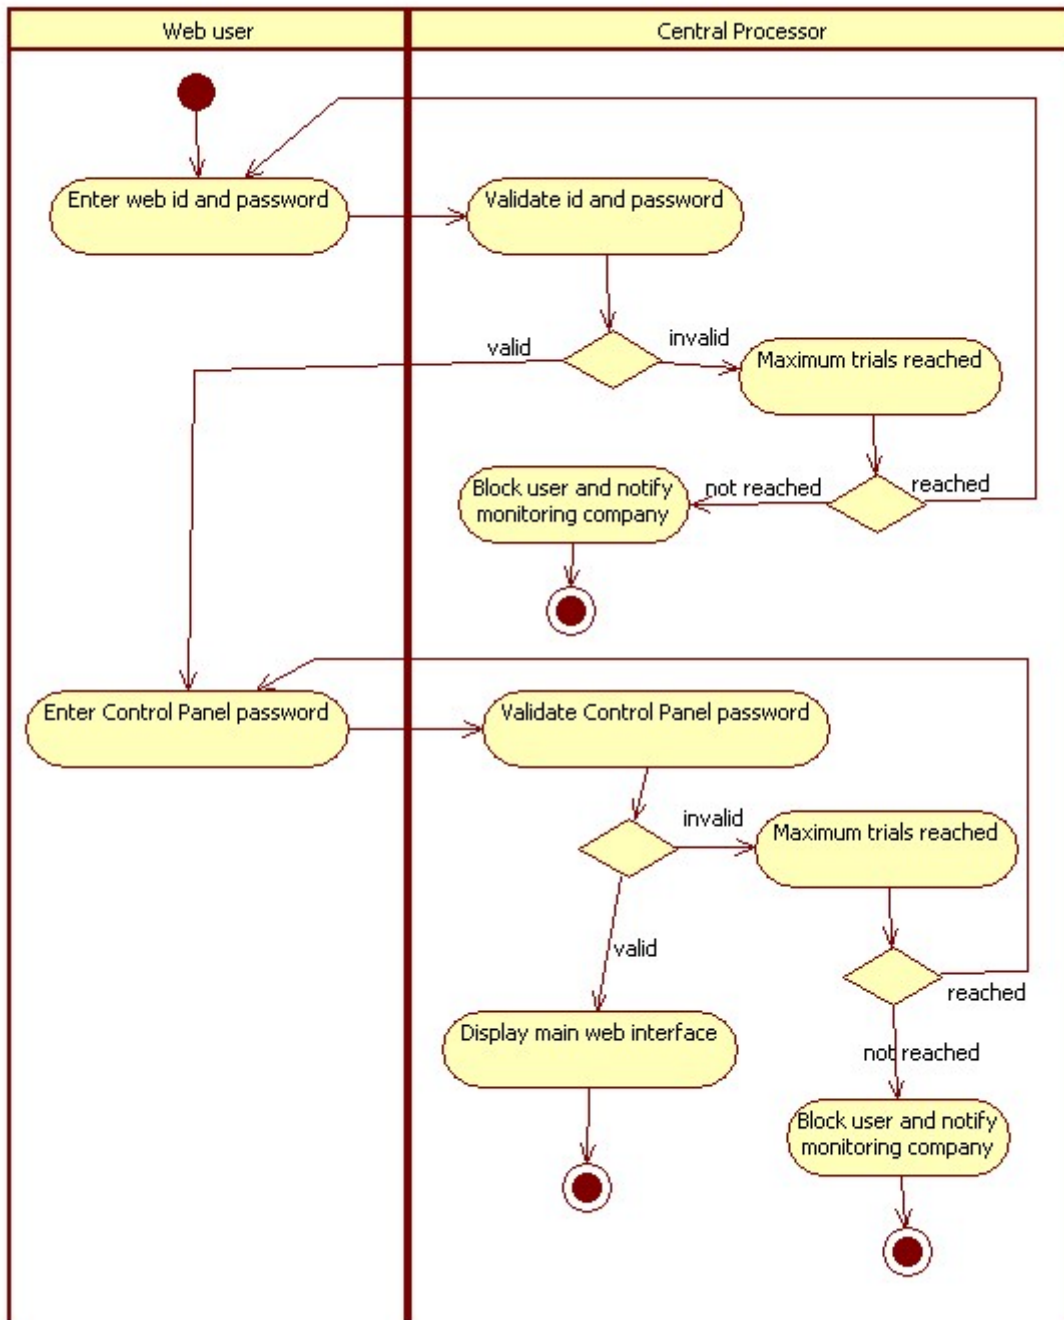 Web user
Central Processor
Enter web id and password
Validate id and password
valid
invalid
Maximum trials reached
Block user and notify
monitoring company
not reached
reached
Enter Control Panel password
Validate Control Panel password
invalid
Maximum trials reached
valid
reached
Display main web interface
not reached
Block user and notify
monitoring company